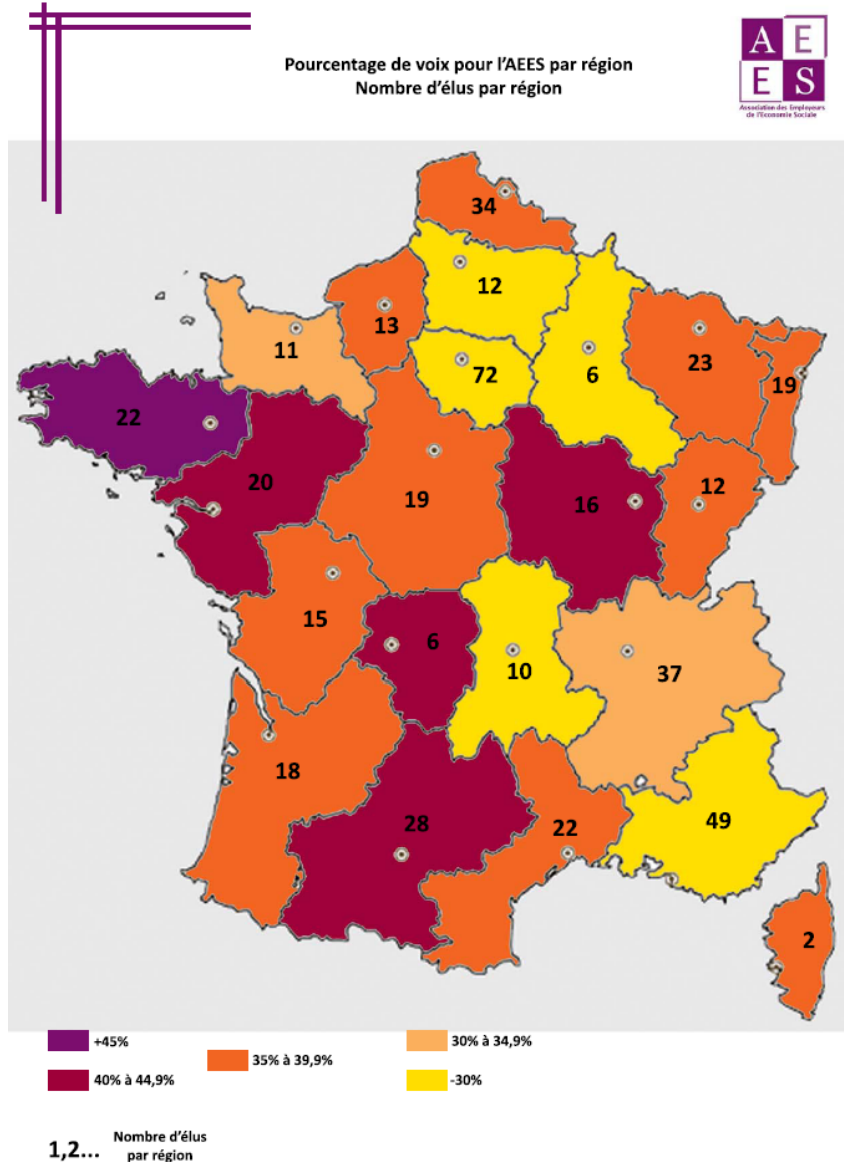 Pourcentage de voix pour l'AEES par région
Nombre d'élus par région
A E
E S
Association des Employeurs
de l'Economie Sociale
34
12
13
11
72
6
23
19
22
20
19
16
12
15
6
10
37
18
28
22
49
2
+45%
30% à 34,9%
35% à 39,9%
40% à 44,9%
-30%
1,2... Nombre d'élus
par région